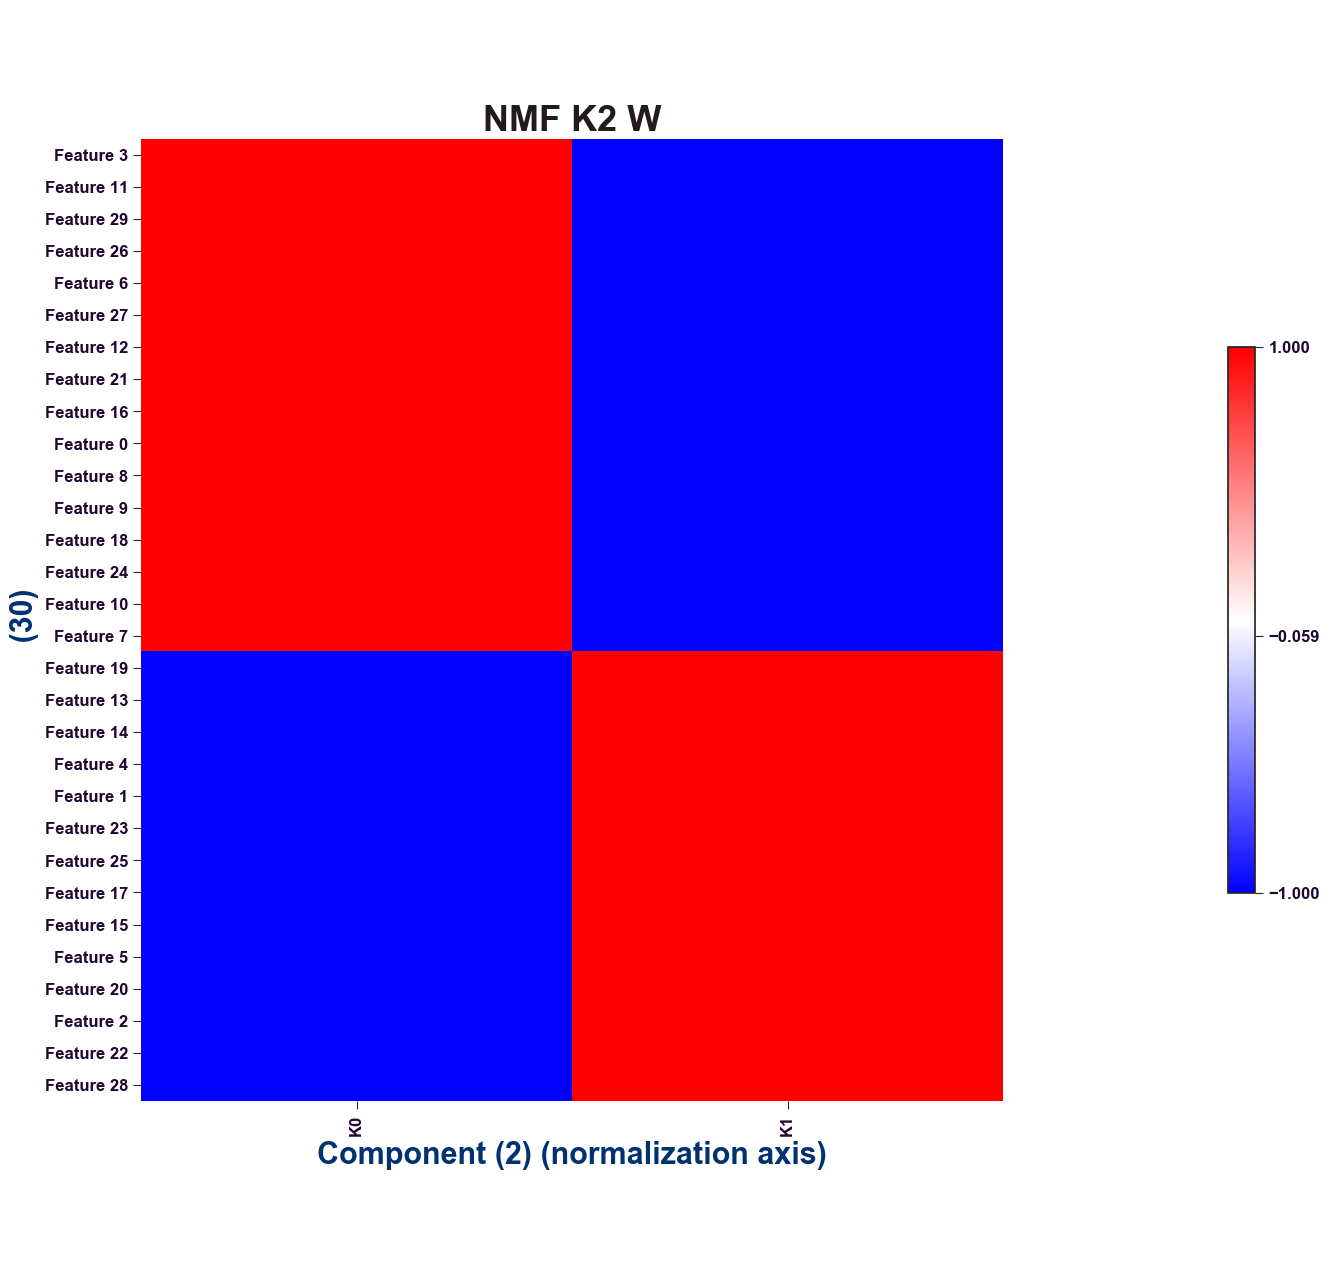 NMF K2 W
Feature 3
Feature 11
Feature 29
Feature 26
Feature 6
Feature 27
Feature 12
Feature 21
Feature 16
Feature 0
Feature 8
Feature 9
Feature 18
Feature 24
Feature 10
Feature 7
Feature 19
Feature 13
Feature 14
Feature 4
Feature 1
Feature 23
Feature 25
Feature 17
Feature 15
Feature 5
Feature 20
Feature 2
Feature 22
Feature 28
(30)
K0
K1
Component (2) (normalization axis)
1.000
−0.059
−1.000